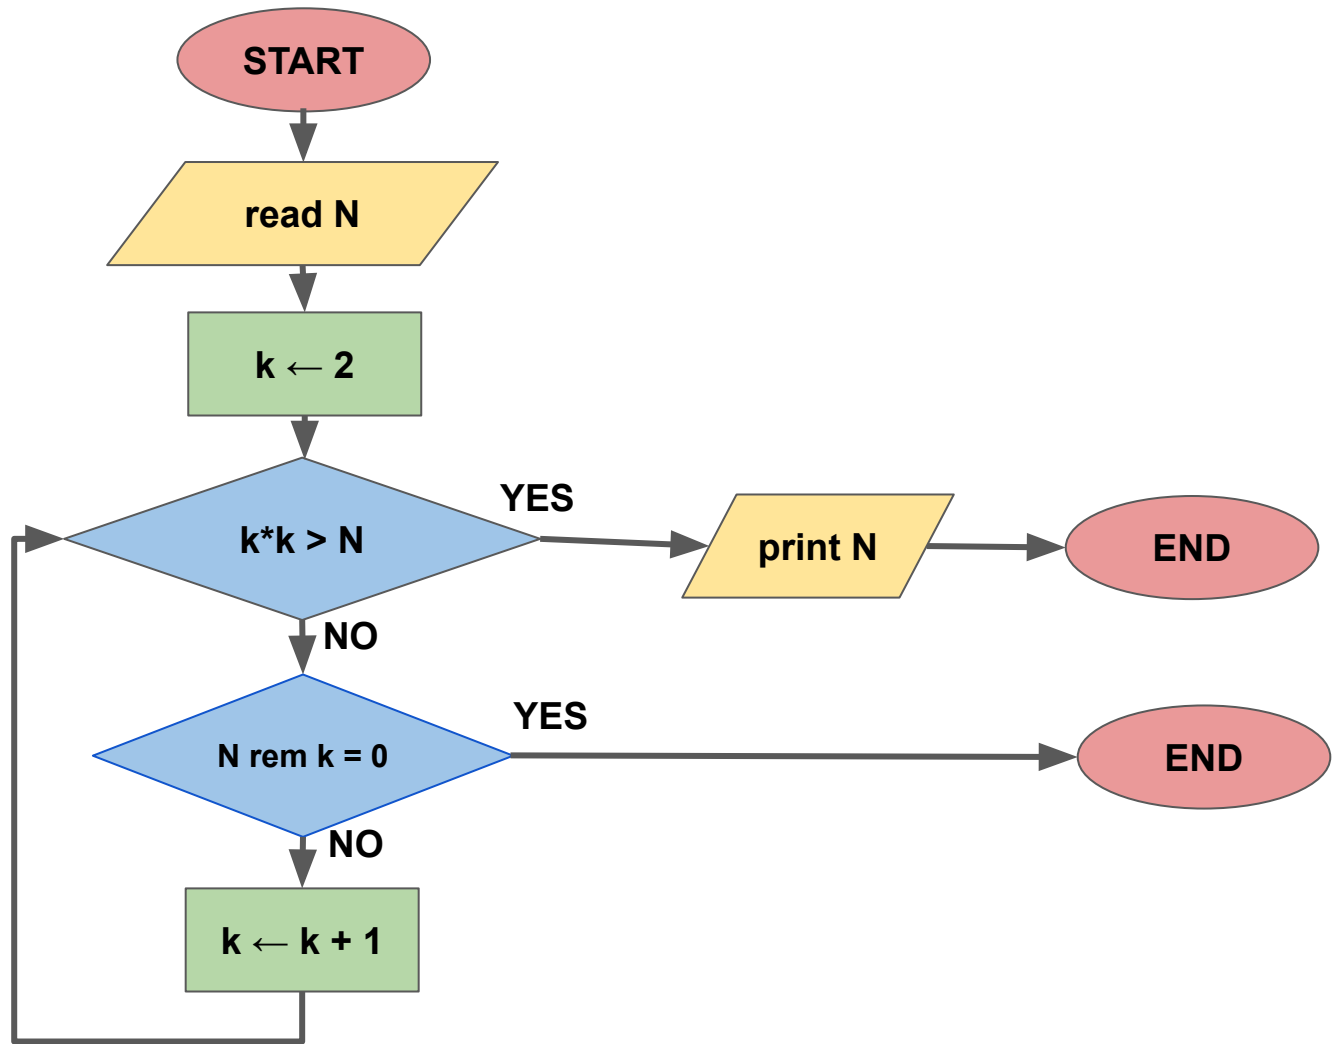 START
read N
k ← 2
k*k > N
YES
print N
END
NO
N rem k = 0
YES
END
NO
k ← k + 1